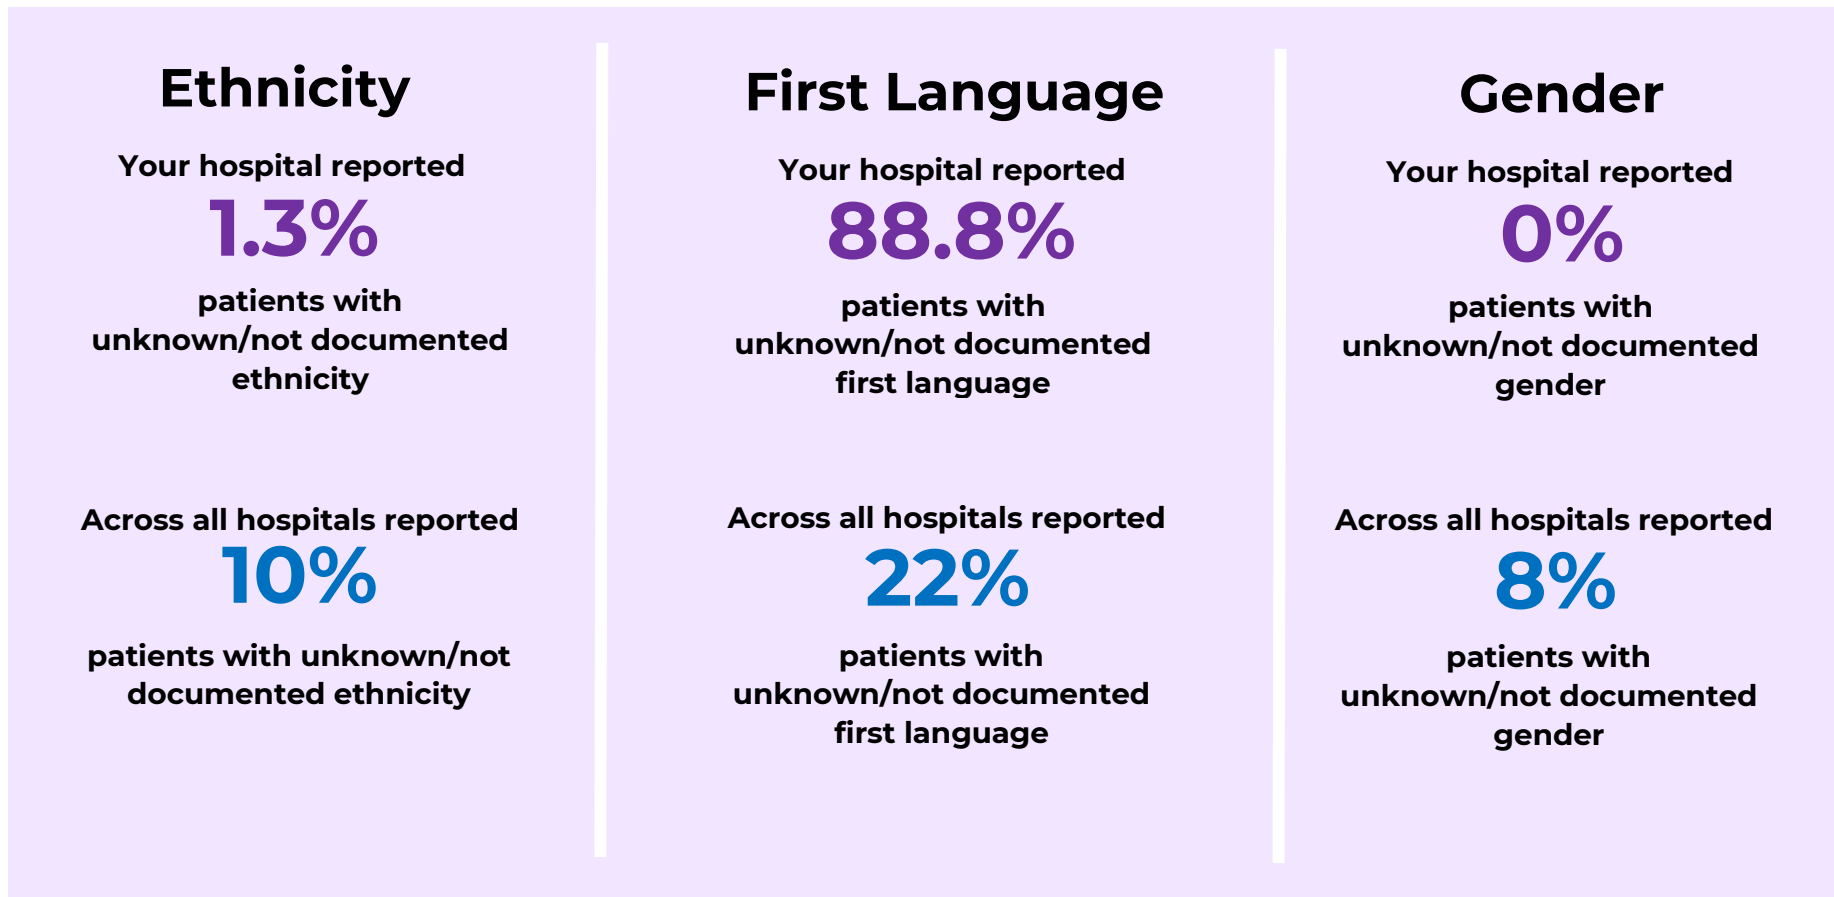 Ethnicity
Your hospital reported
1.3%
patients with
unknown/not documented
ethnicity
Across all hospitals reported
10%
patients with unknown/not
documented ethnicity
First Language
Your hospital reported
88.8%
patients with
unknown/not documented
first language
Across all hospitals reported
22%
patients with
unknown/not documented
first language
Gender
Your hospital reported
0%
patients with
unknown/not documented
gender
Across all hospitals reported
8%
patients with
unknown/not documented
gender